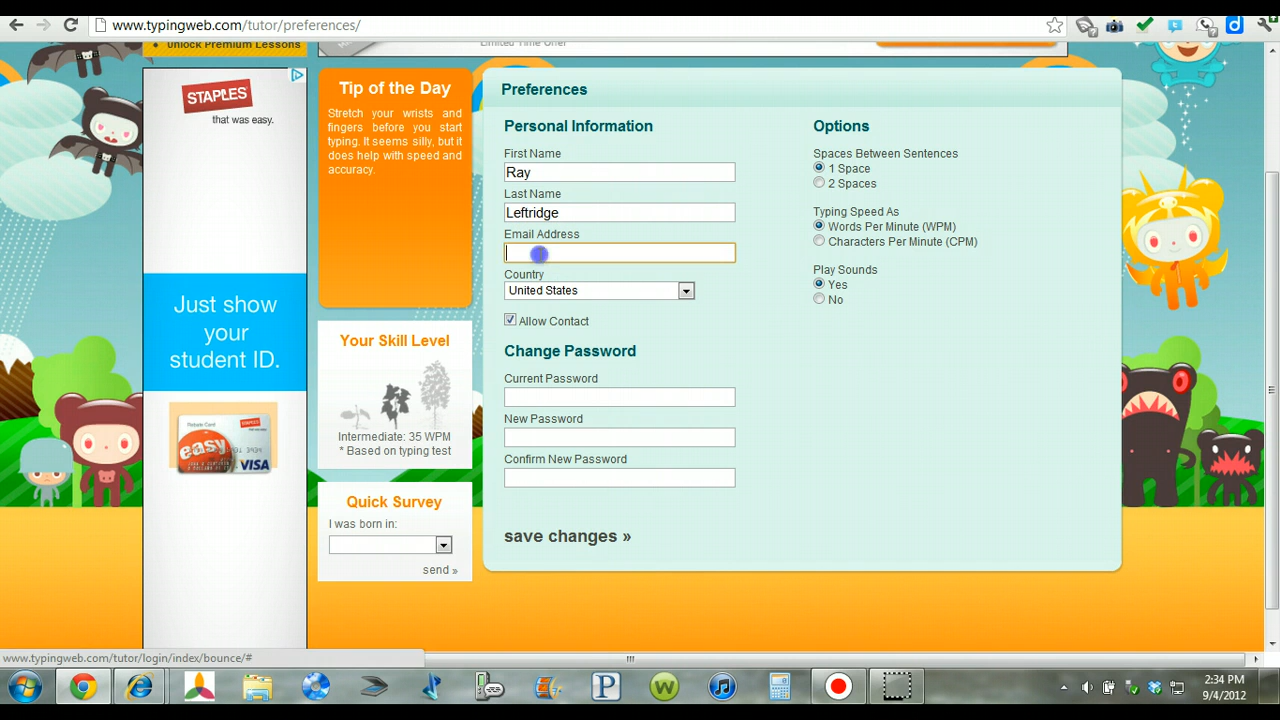 www.typingweb.com/tutor/preferences/
Unlock Premium Lessons
Limited Time Offer
STAPLES
that was easy.
Just show
your
student ID.
Rebate Card
STAPLES
easy
VISA
Tip of the Day
Stretch your wrists and
fingers before you start
typing. It seems silly, but it
does help with speed and
accuracy.
Your Skill Level
Intermediate: 35 WPM
* Based on typing test
Quick Survey
I was born in:
send »
Preferences
Personal Information
First Name
Ray
Last Name
Leftridge
Email Address
Country
United States
Allow Contact
Change Password
Current Password
New Password
Confirm New Password
save changes »
Options
Spaces Between Sentences
1 Space
2 Spaces
Typing Speed As
Words Per Minute (WPM)
Characters Per Minute (CPM)
Play Sounds
Yes
No
www.typingweb.com/tutor/login/index/bounce/#
2:34 PM
9/4/2012